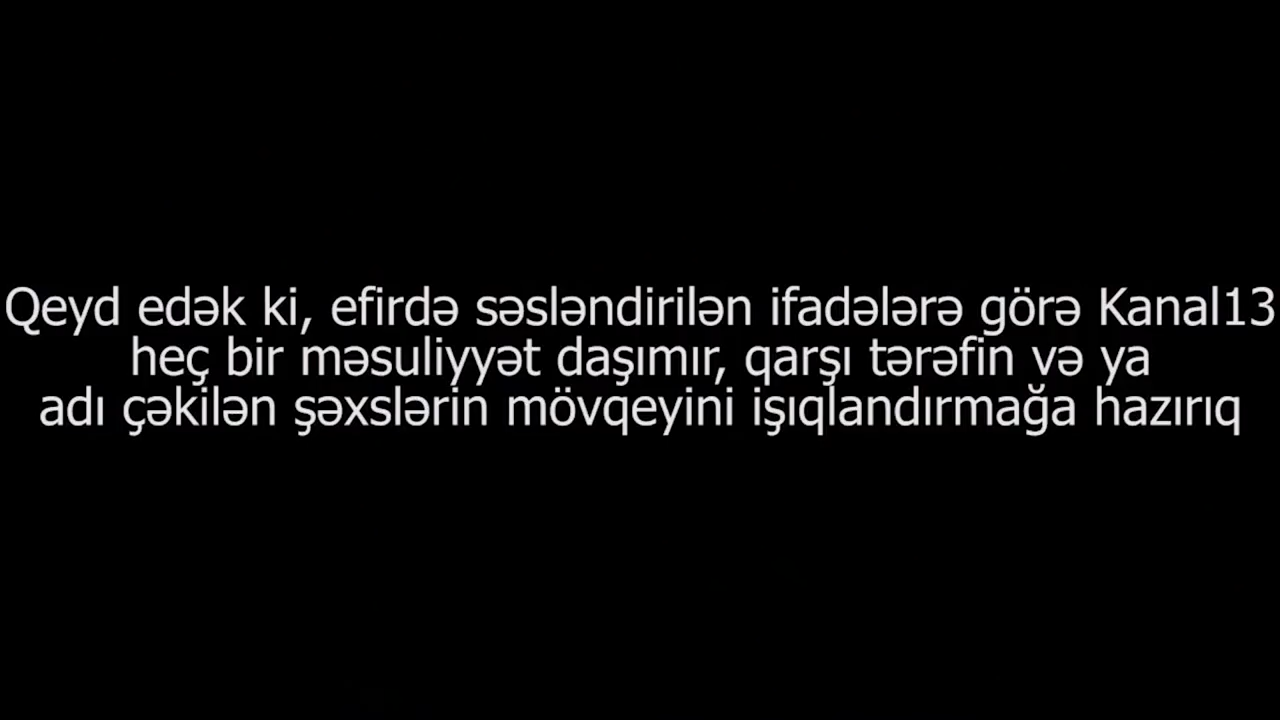 Qeyd edək ki, efirdə səsləndirilən ifadələrə görə Kanal13
heç bir məsuliyyət daşımır, qarşı tərəfin və ya
adı çəkilən şəxslərin mövqeyini işıqlandırmağa hazırıq